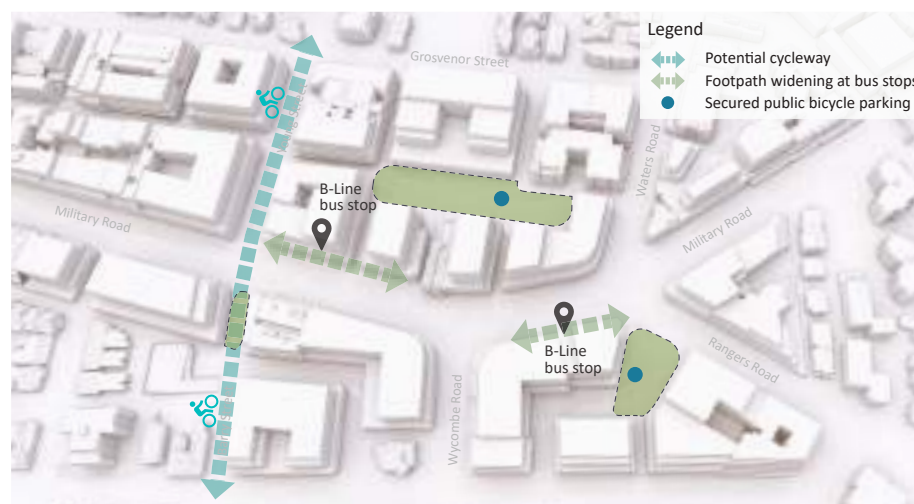 Legend
Potential cycleway
Footpath widening at bus stops
Secured public bicycle parking
Grosvenor Street
Waters Road
B-Line
bus stop
Military Road
Military Road
B-Line
bus stop
Rangers Road
Wycombe Road